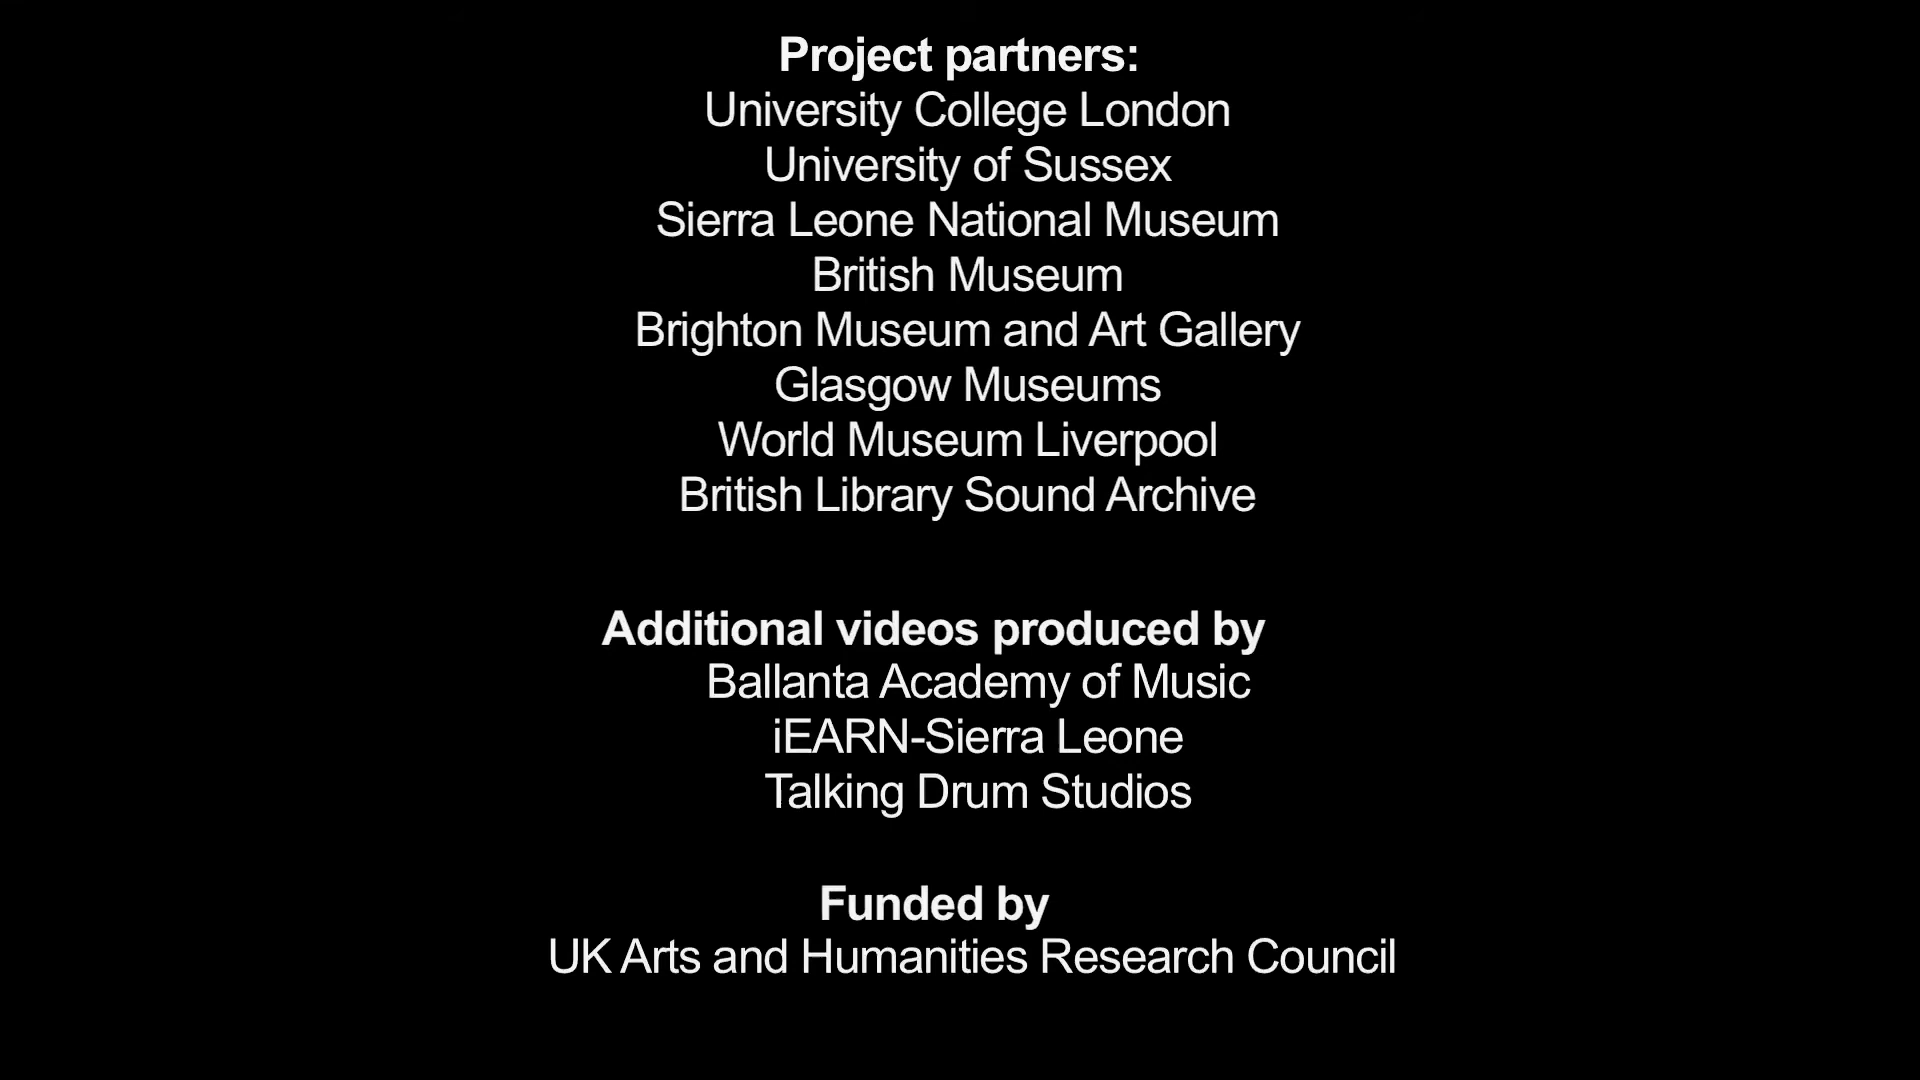 Project partners:
University College London
University of Sussex
Sierra Leone National Museum
British Museum
Brighton Museum and Art Gallery
Glasgow Museums
World Museum Liverpool
British Library Sound Archive
Additional videos produced by
Ballanta Academy of Music
iEARN-Sierra Leone
Talking Drum Studios
Funded by
UK Arts and Humanities Research Council